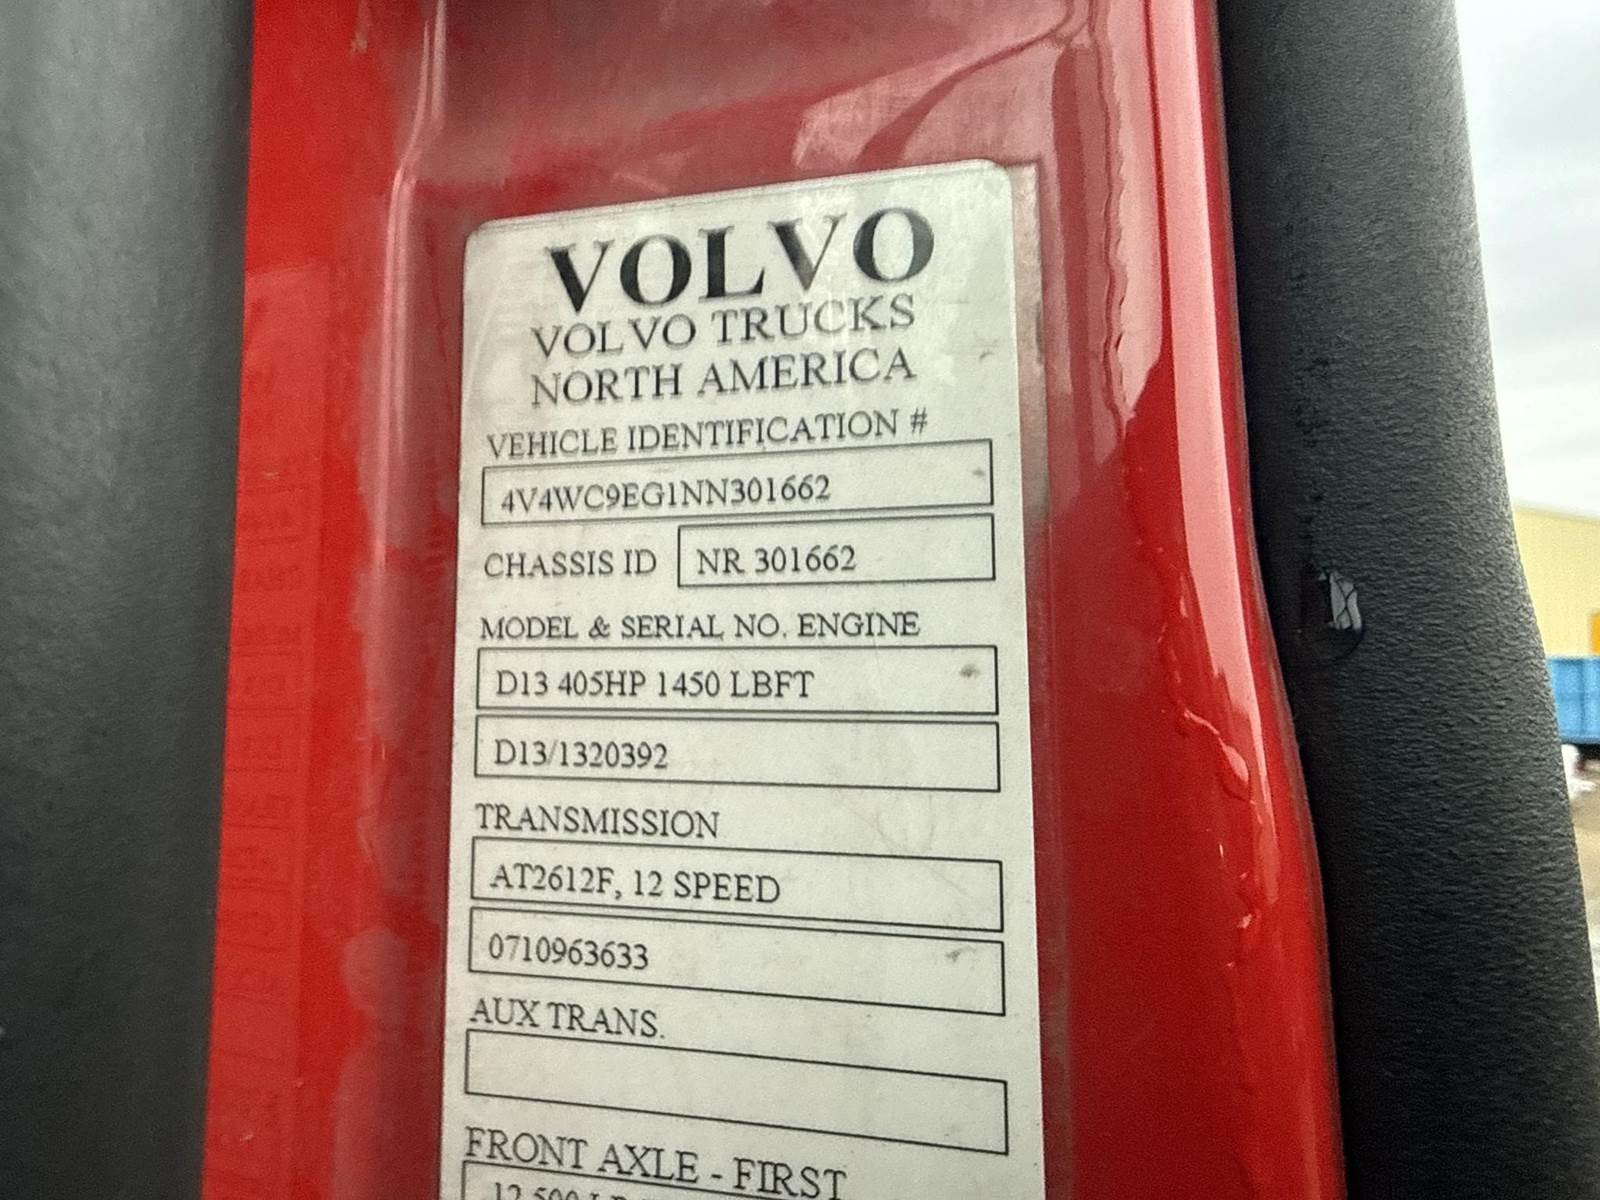 VOLVO
VOLVO TRUCKS
NORTH AMERICA
VEHICLE IDENTIFICATION #
4V4WC9EG1NN301662
CHASSIS ID NR 301662
MODEL & SERIAL NO. ENGINE
D13 405HP 1450 LBFT
D13/1320392
TRANSMISSION
AT2612F, 12 SPEED
0710963633
AUX TRANS.
FRONT AXLE - FIRST